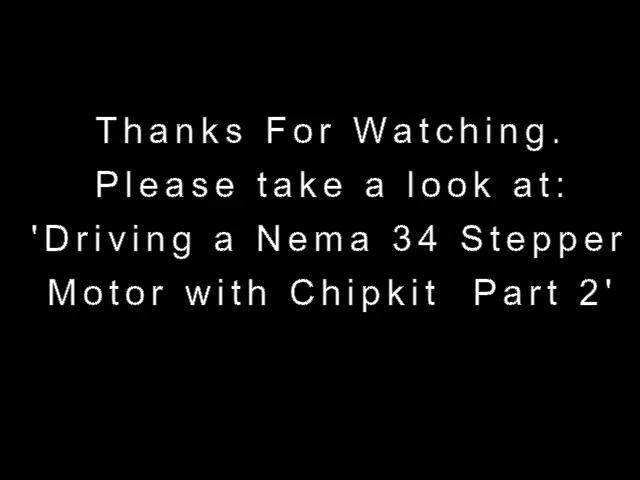 Thanks For Watching.
Please take a look at:
'Driving a Nema 34 Stepper
Motor with Chipkit  Part 2'